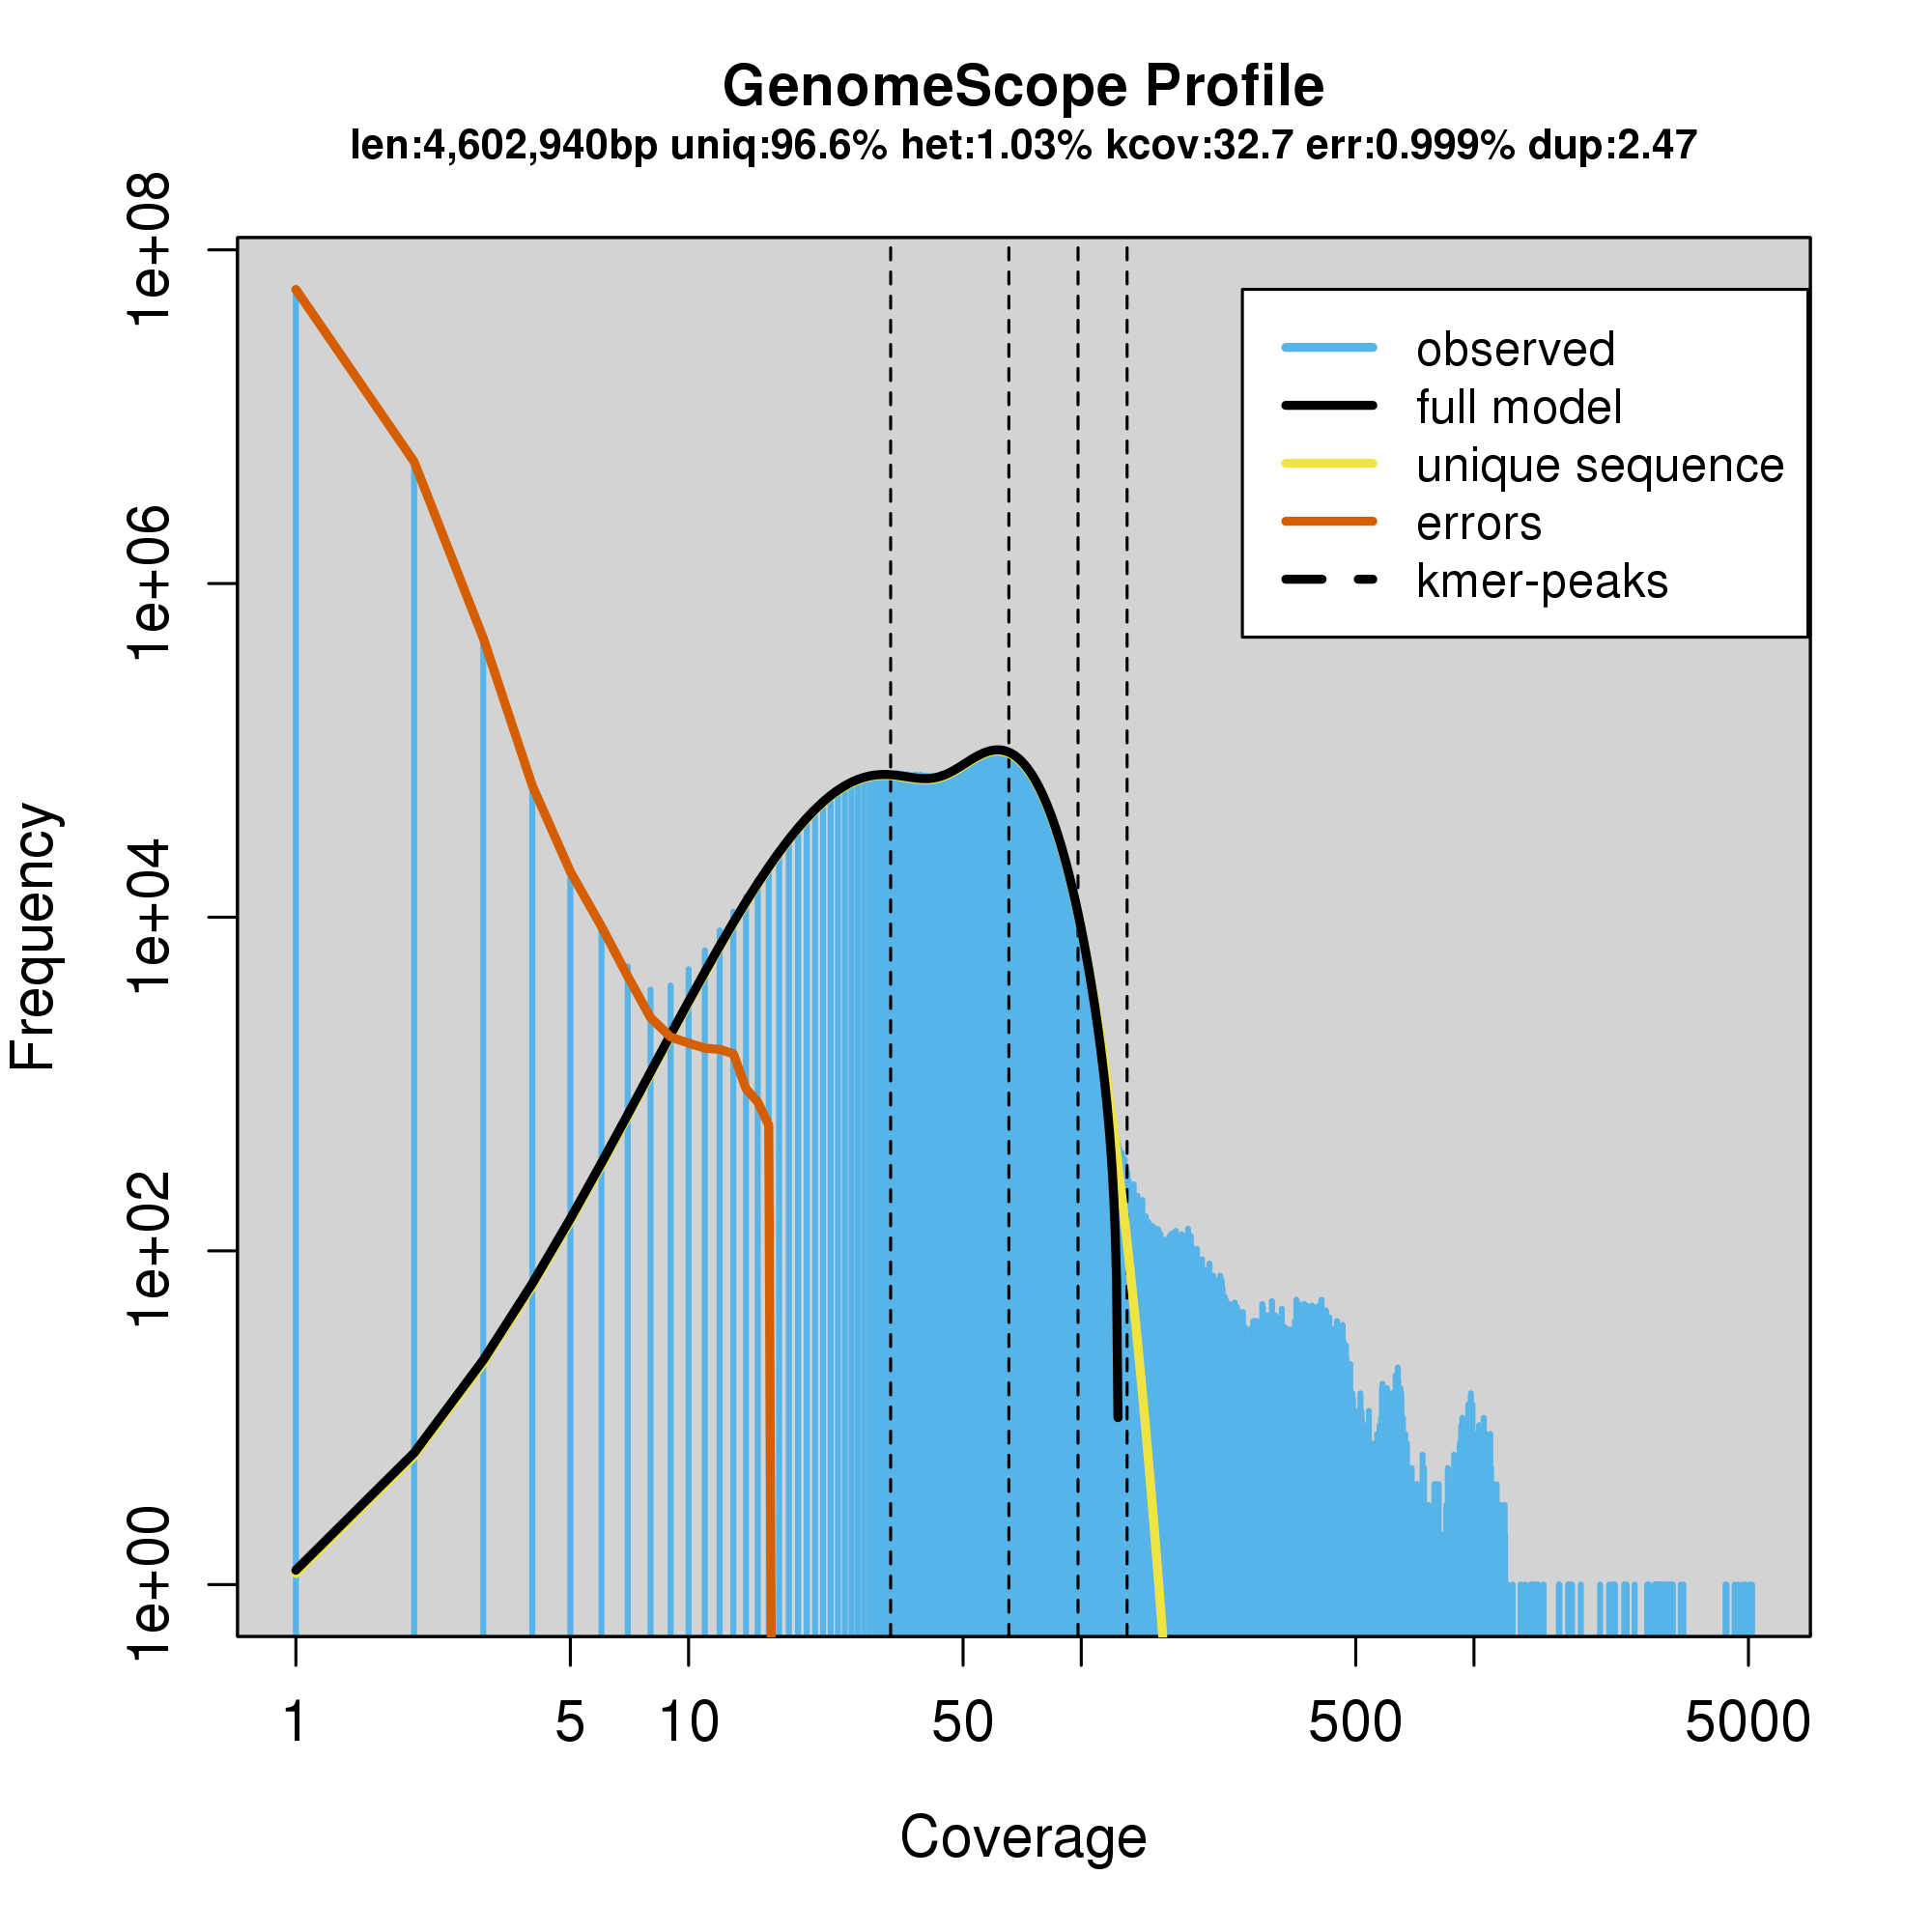 GenomeScope Profile
len:4,602,940bp uniq:96.6% het:1.03% kcov:32.7 err:0.999% dup:2.47
1e+08
1e+06
1e+04
1e+02
1e+00
Frequency
observed
full model
unique sequence
errors
kmer-peaks
1 5 10 50 500 5000
Coverage